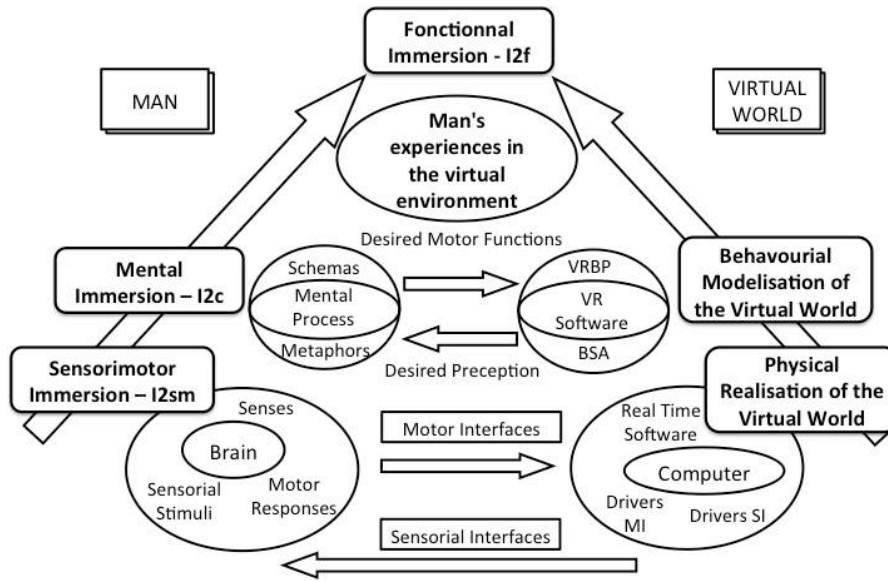 Fonctionnal
Immersion - I2f
MAN
VIRTUAL
WORLD
Man's
experiences in
the virtual
environment
Desired Motor Functions
Mental
Immersion – I2c
Schemas
Mental
Process
Metaphors
VRBP
VR
Software
BSA
Behavourial
Modelisation of
the Virtual World
Desired Preception
Sensorimotor
Immersion – I2sm
Physical
Realisation of the
Virtual World
Senses
Brain
Sensorial
Stimuli
Motor
Responses
Motor Interfaces
Real Time
Software
Computer
Drivers
MI
Drivers SI
Sensorial Interfaces